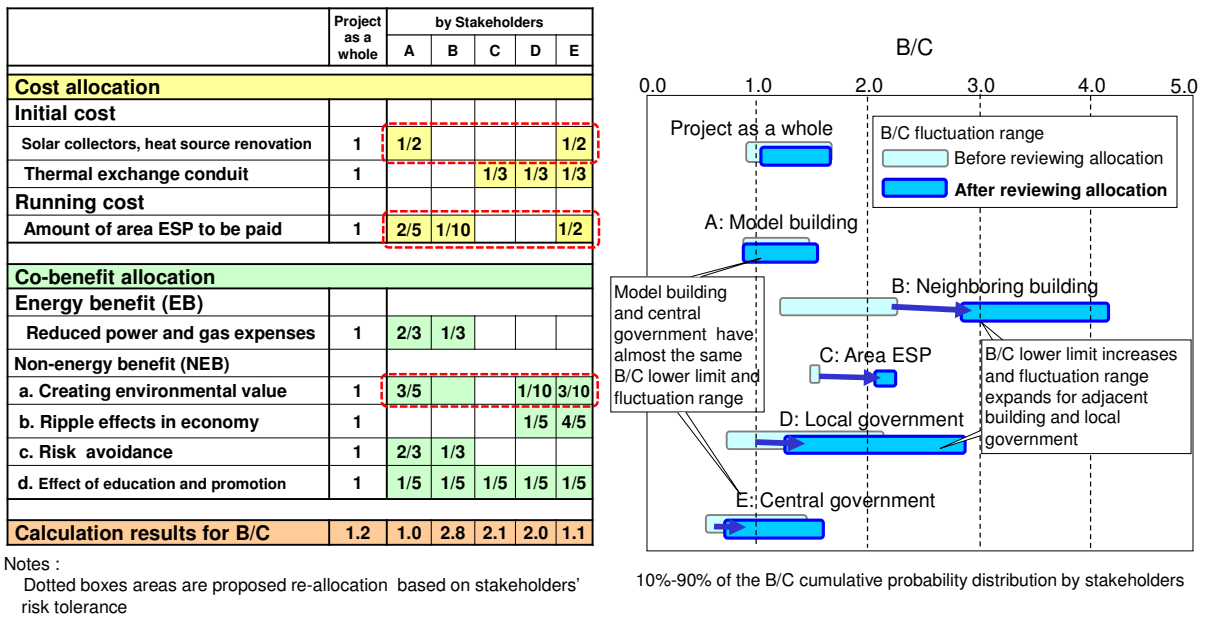 Project as a whole
by Stakeholders
A B C D E
Cost allocation
Initial cost
Solar collectors, heat source renovation 1 1/2 1/2
Thermal exchange conduit 1 1/3 1/3 1/3
Running cost
Amount of area ESP to be paid 1 2/5 1/10 1/2
Co-benefit allocation
Energy benefit (EB)
Reduced power and gas expenses 1 2/3 1/3
Non-energy benefit (NEB)
a. Creating environmental value 1 3/5 1/10 3/10
b. Ripple effects in economy 1 1/5 4/5
c. Risk avoidance 1 2/3 1/3
d. Effect of education and promotion 1 1/5 1/5 1/5 1/5 1/5
Calculation results for B/C 1.2 1.0 2.8 2.1 2.0 1.1
Notes :
Dotted boxes areas are proposed re-allocation based on stakeholders'
risk tolerance
B/C
0.0 1.0 2.0 3.0 4.0 5.0
Project as a whole
B/C fluctuation range
Before reviewing allocation
After reviewing allocation
A: Model building
B: Neighboring building
Model building
and central
government have
almost the same
B/C lower limit and
fluctuation range
C: Area ESP
B/C lower limit increases
and fluctuation range
expands for adjacent
building and local
government
D: Local government
E: Central government
10%-90% of the B/C cumulative probability distribution by stakeholders